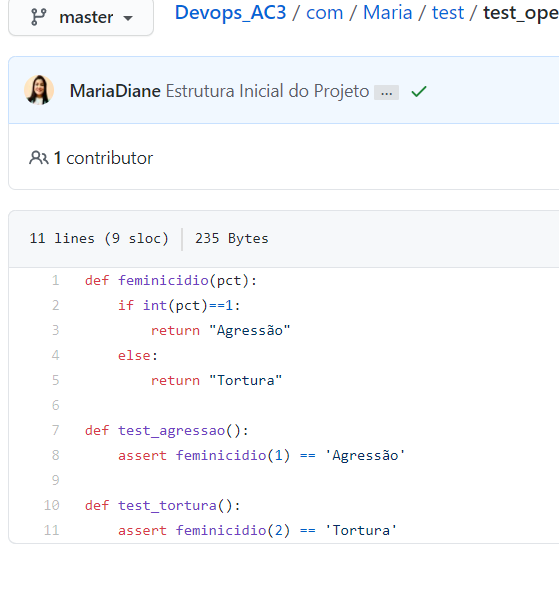 master
Devops_AC3 / com / Maria / test / test_ope
MariaDiane Estrutura Inicial do Projeto ...
1 contributor
11 lines (9 sloc) 235 Bytes
1 def feminicidio(pct):
2     if int(pct)==1:
3         return "Agressão"
4     else:
5         return "Tortura"
6
7 def test_agressao():
8     assert feminicidio(1) == 'Agressão'
9
10 def test_tortura():
11     assert feminicidio(2) == 'Tortura'